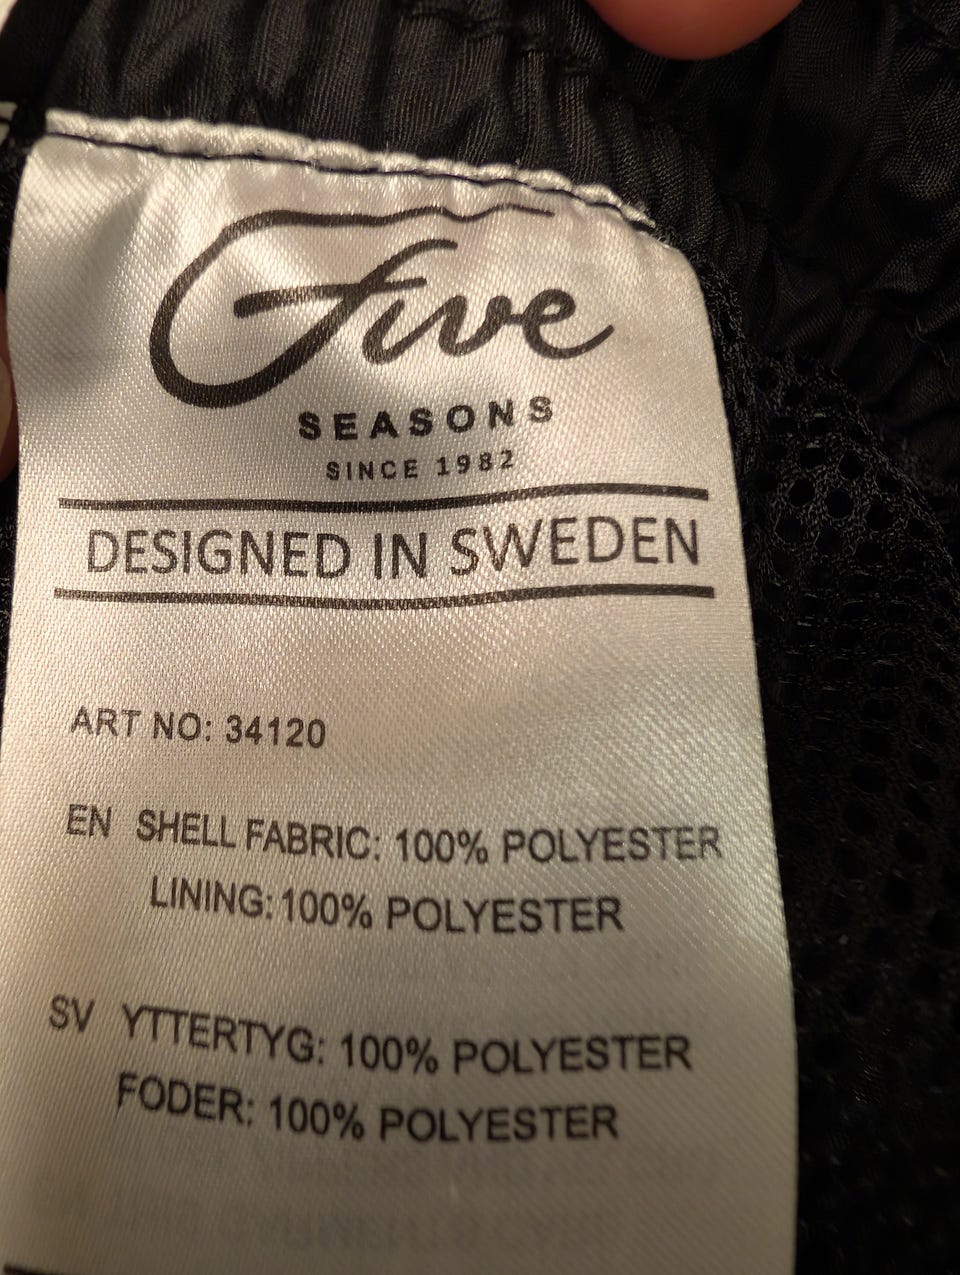 Five
SEASONS
SINCE 1982
DESIGNED IN SWEDEN
ART NO: 34120
EN SHELL FABRIC: 100% POLYESTER
LINING: 100% POLYESTER
SV YTTERTYG: 100% POLYESTER
FODER: 100% POLYESTER